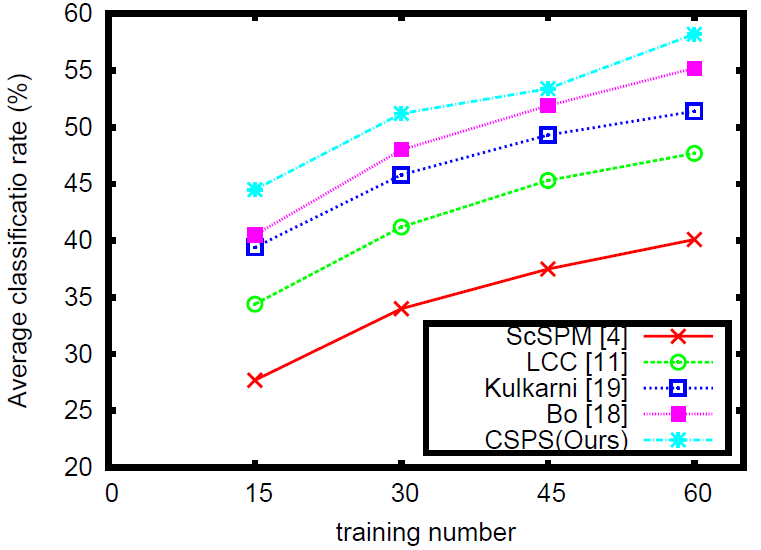 60
55
50
45
40
35
30
25
20
Average classificatio rate (%)
ScSPM [4]
LCC [11]
Kulkarni [19]
Bo [18]
CSPS(Ours)
0 15 30 45 60
training number